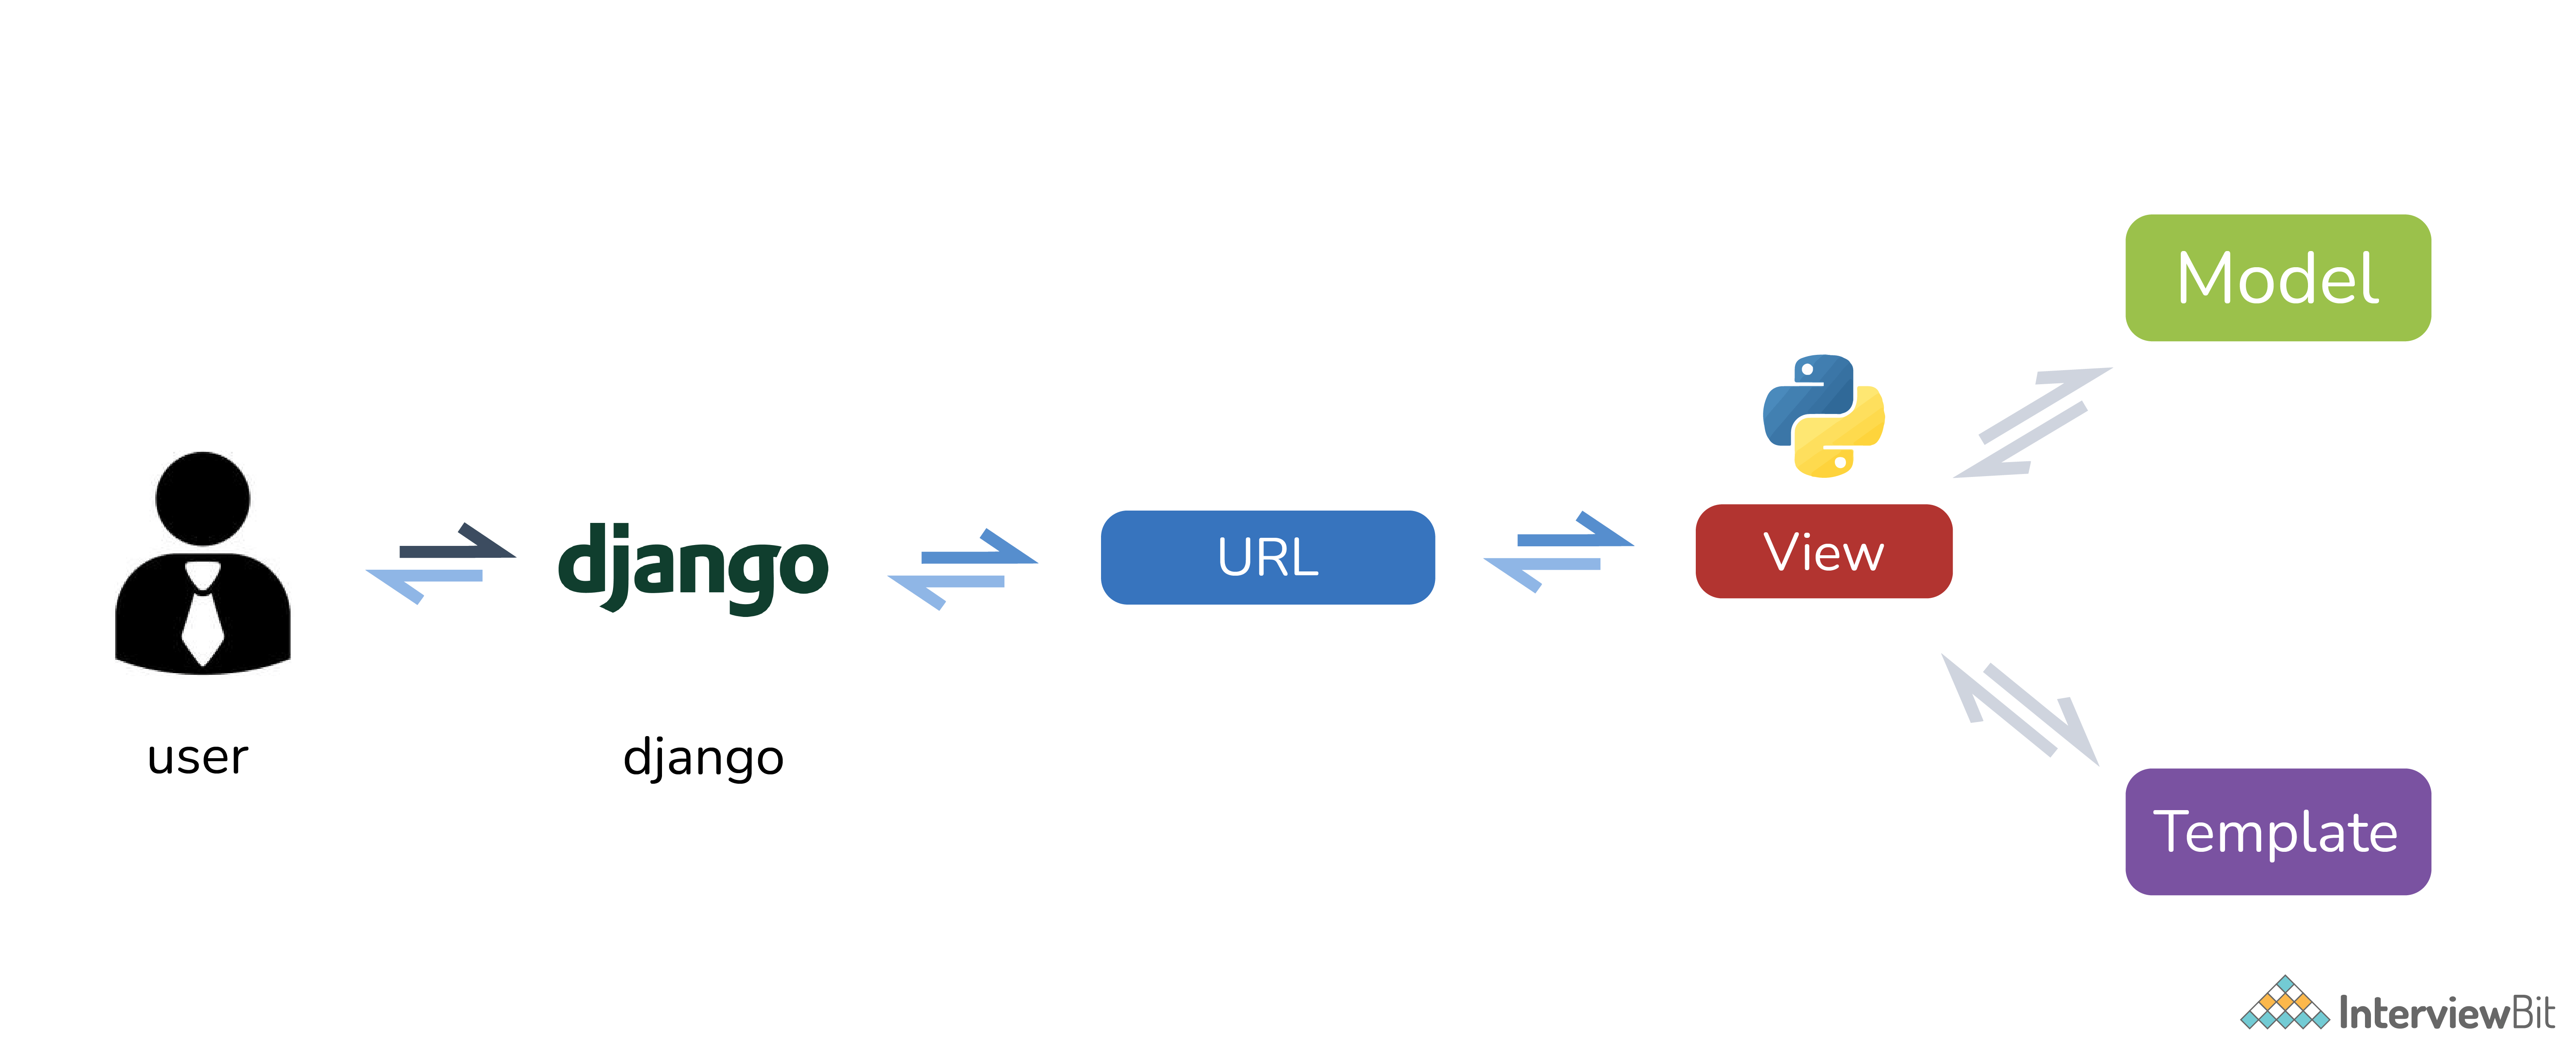 Model
django
URL
View
Template
user
django
InterviewBit